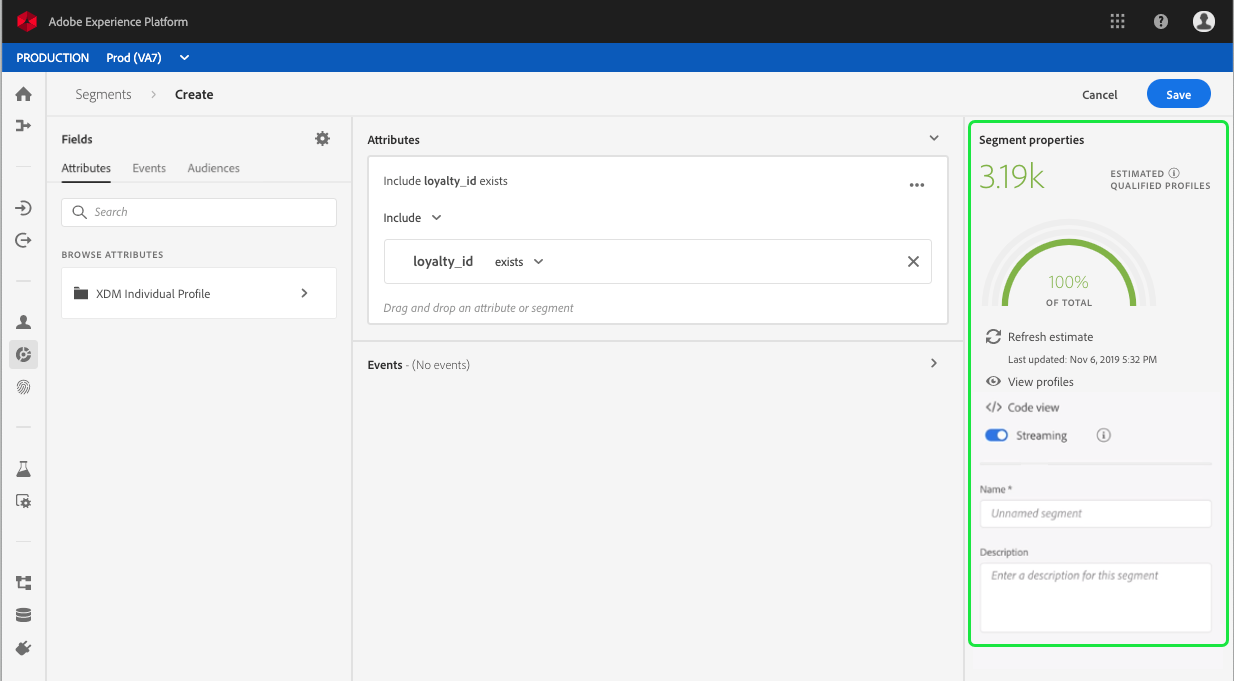 Adobe Experience Platform
PRODUCTION Prod (VA7)
Segments > Create
Cancel
Save
Fields
Attributes Events Audiences
Search
BROWSE ATTRIBUTES
XDM Individual Profile
Attributes
Include loyalty_id exists
Include
loyalty_id exists
Drag and drop an attribute or segment
Events - (No events)
Segment properties
3.19k
ESTIMATED
QUALIFIED PROFILES
100%
OF TOTAL
Refresh estimate
Last updated: Nov 6, 2019 5:32 PM
View profiles
</> Code view
Streaming
Name *
Unnamed segment
Description
Enter a description for this segment